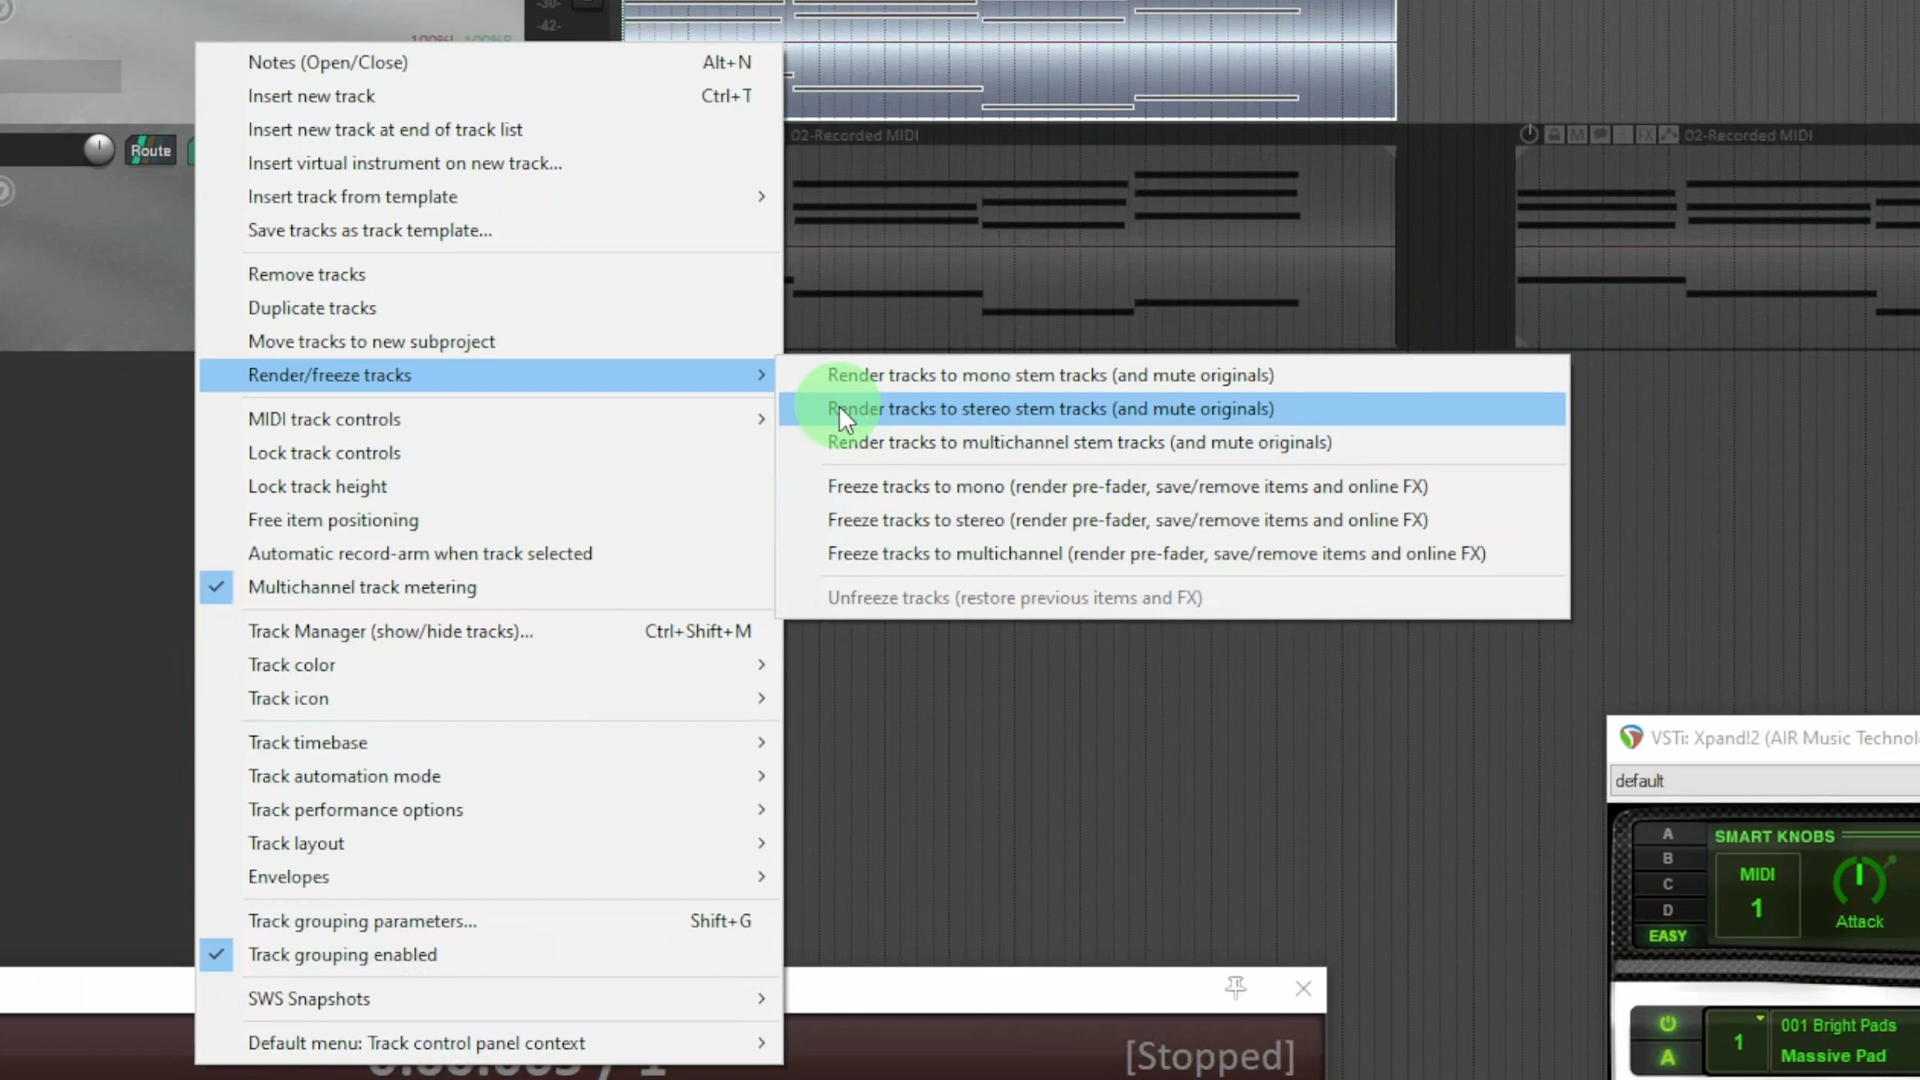 -30-
-42-
Notes (Open/Close) Alt+N
Insert new track Ctrl+T
Insert new track at end of track list
Insert virtual instrument on new track...
Insert track from template
Save tracks as track template...
Remove tracks
Duplicate tracks
Move tracks to new subproject
Render/freeze tracks
MIDI track controls
Lock track controls
Lock track height
Free item positioning
Automatic record-arm when track selected
Multichannel track metering
Track Manager (show/hide tracks)... Ctrl+Shift+M
Track color
Track icon
Track timebase
Track automation mode
Track performance options
Track layout
Envelopes
Track grouping parameters... Shift+G
Track grouping enabled
SWS Snapshots
Default menu: Track control panel context
Route
02-Recorded MIDI
M FX 02-Recorded MIDI
Render tracks to mono stem tracks (and mute originals)
Render tracks to stereo stem tracks (and mute originals)
Render tracks to multichannel stem tracks (and mute originals)
Freeze tracks to mono (render pre-fader, save/remove items and online FX)
Freeze tracks to stereo (render pre-fader, save/remove items and online FX)
Freeze tracks to multichannel (render pre-fader, save/remove items and online FX)
Unfreeze tracks (restore previous items and FX)
[Stopped]
VSTi: Xpand!2 (AIR Music Technol
default
A
B
C
D
EASY
SMART KNOBS
MIDI
1
Attack
A
1
001 Bright Pads
Massive Pad